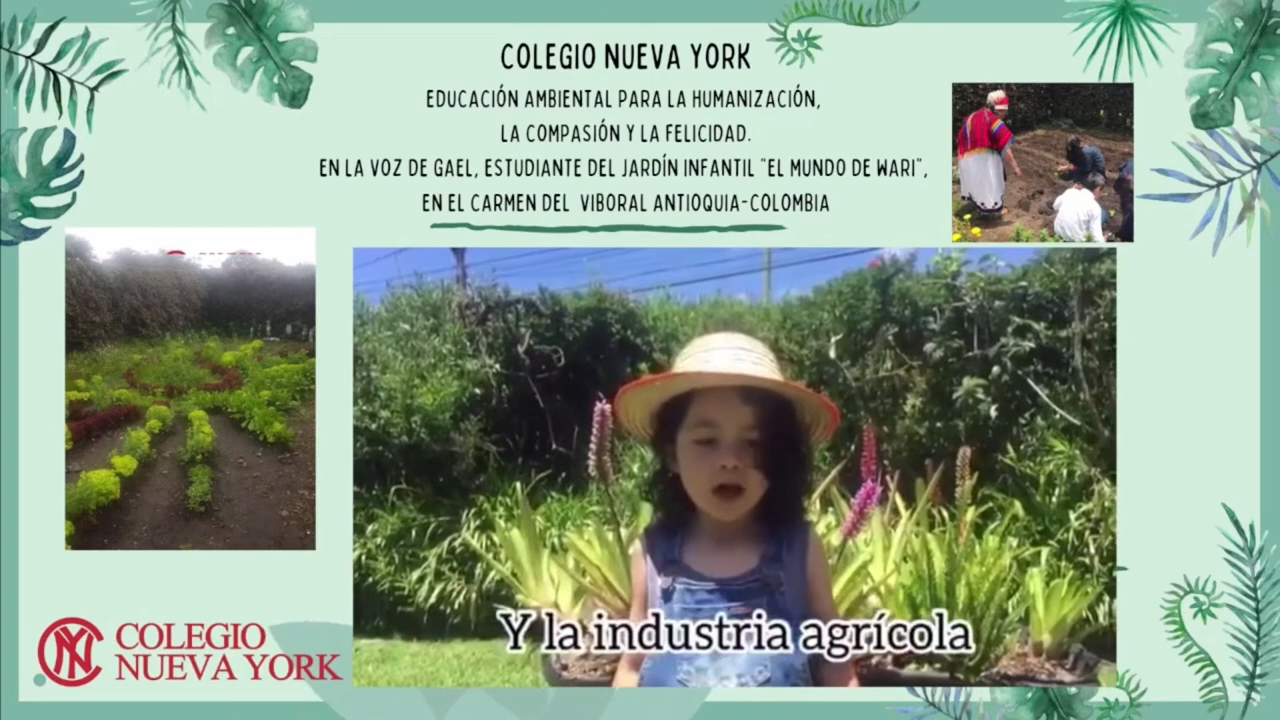 COLEGIO NUEVA YORK
EDUCACIÓN AMBIENTAL PARA LA HUMANIZACIÓN,
LA COMPASIÓN Y LA FELICIDAD.
EN LA VOZ DE GAEL, ESTUDIANTE DEL JARDÍN INFANTIL "EL MUNDO DE WARI",
EN EL CARMEN DEL VIBORAL ANTIOQUIA-COLOMBIA
Y la industria agrícola
COLEGIO
NUEVA YORK